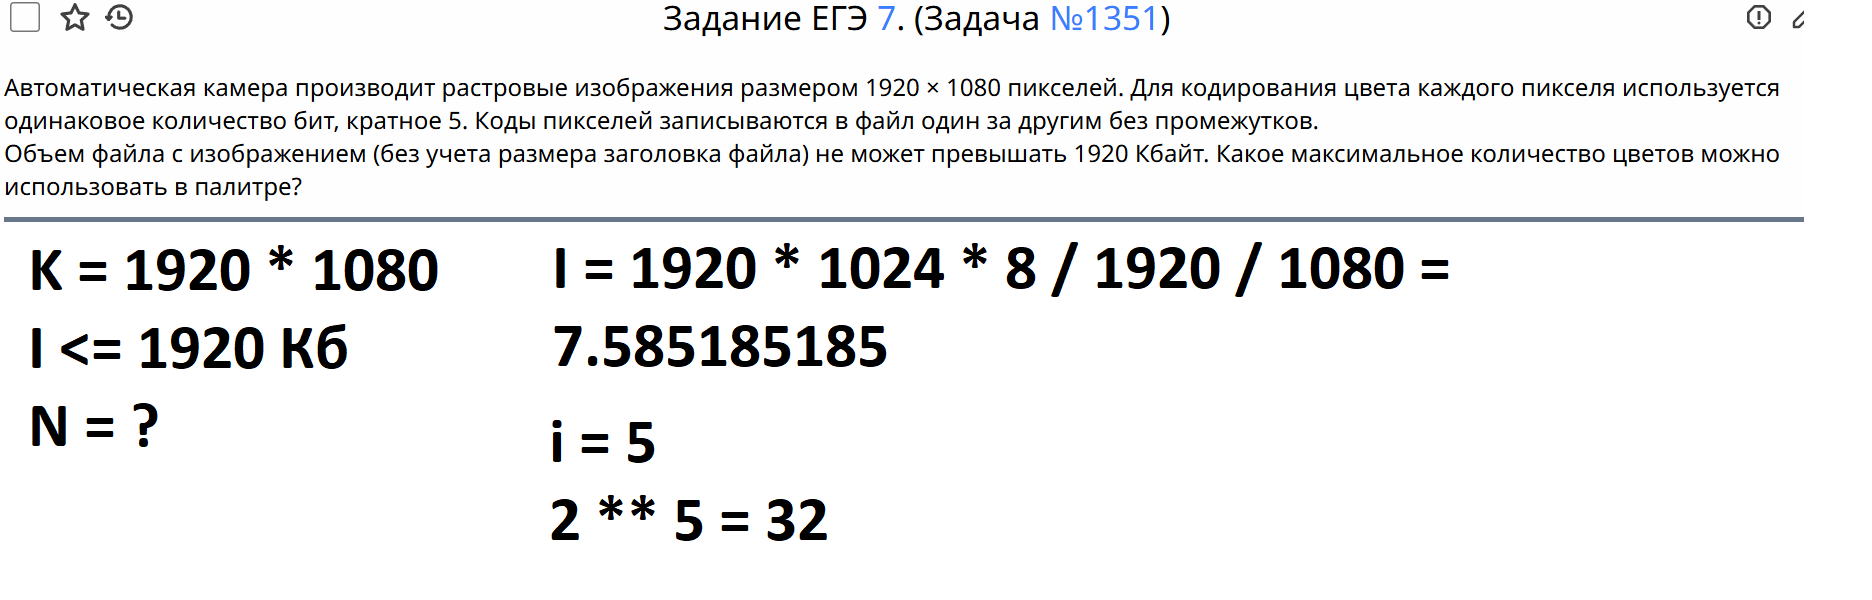 Задание ЕГЭ 7. (Задача №1351)
Автоматическая камера производит растровые изображения размером 1920 × 1080 пикселей. Для кодирования цвета каждого пикселя используется
одинаковое количество бит, кратное 5. Коды пикселей записываются в файл один за другим без промежутков.
Объем файла с изображением (без учета размера заголовка файла) не может превышать 1920 Кбайт. Какое максимальное количество цветов можно
использовать в палитре?
K = 1920 * 1080
I <= 1920 Кб
N = ?
I = 1920 * 1024 * 8 / 1920 / 1080 =
7.585185185
i = 5
2 ** 5 = 32